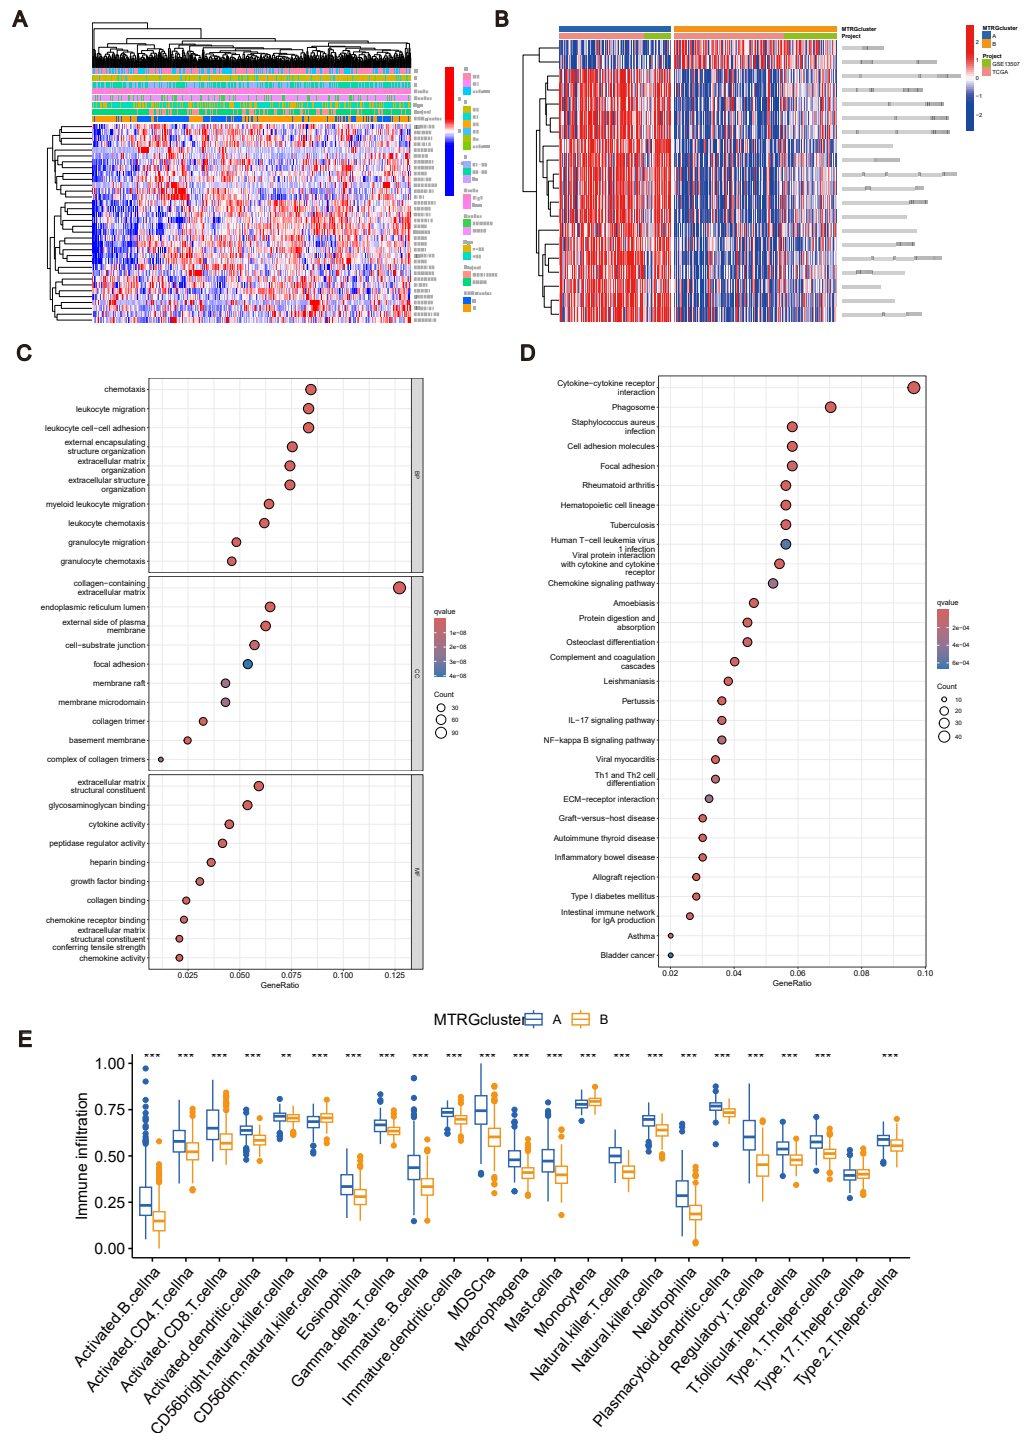 A
B
MTRGcluster
Project
MTRGcluster
A
B
Project
GSE13507
TCGA
2
1
0
−1
−2
C
chemotaxis
leukocyte migration
leukocyte cell−cell adhesion
external encapsulating
structure organization
extracellular matrix
organization
extracellular structure
organization
myeloid leukocyte migration
leukocyte chemotaxis
granulocyte migration
granulocyte chemotaxis
BP
collagen−containing
extracellular matrix
endoplasmic reticulum lumen
external side of plasma
membrane
cell−substrate junction
focal adhesion
membrane raft
membrane microdomain
collagen trimer
basement membrane
complex of collagen trimers
CC
extracellular matrix
structural constituent
glycosaminoglycan binding
cytokine activity
peptidase regulator activity
heparin binding
growth factor binding
collagen binding
chemokine receptor binding
extracellular matrix
structural constituent
conferring tensile strength
chemokine activity
MF
0.025
0.050
0.075
0.100
0.125
GeneRatio
qvalue
1e−08
2e−08
3e−08
4e−08
Count
30
60
90
D
Cytokine−cytokine receptor
interaction
Phagosome
Staphylococcus aureus
infection
Cell adhesion molecules
Focal adhesion
Rheumatoid arthritis
Hematopoietic cell lineage
Tuberculosis
Human T−cell leukemia virus
1 infection
Viral protein interaction
with cytokine and cytokine
receptor
Chemokine signaling pathway
Amoebiasis
Protein digestion and
absorption
Osteoclast differentiation
Complement and coagulation
cascades
Leishmaniasis
Pertussis
IL−17 signaling pathway
NF−kappa B signaling pathway
Viral myocarditis
Th1 and Th2 cell
differentiation
ECM−receptor interaction
Graft−versus−host disease
Autoimmune thyroid disease
Inflammatory bowel disease
Allograft rejection
Type I diabetes mellitus
Intestinal immune network
for IgA production
Asthma
Bladder cancer
0.02
0.04
0.06
0.08
0.10
GeneRatio
qvalue
2e−04
4e−04
6e−04
Count
10
20
30
40
E
MTRGcluster A B
*** *** *** *** ** *** *** *** *** *** *** *** *** *** *** *** *** *** *** *** *** ***
Immune infiltration
1.00
0.75
0.50
0.25
0.00
Activated.B.cellna
Activated.CD4.T.cellna
Activated.CD8.T.cellna
Activated.dendritic.cellna
CD56bright.natural.killer.cellna
CD56dim.natural.killer.cellna
Eosinophilna
Gamma.delta.T.cellna
Immature.B.cellna
Immature.dendritic.cellna
MDSCna
Macrophagena
Mast.cellna
Monocytena
Natural.killer.T.cellna
Natural.killer.cellna
Neutrophilna
Plasmacytoid.dendritic.cellna
Regulatory.T.cellna
T.follicular.helper.cellna
Type.1.T.helper.cellna
Type.17.T.helper.cellna
Type.2.T.helper.cellna